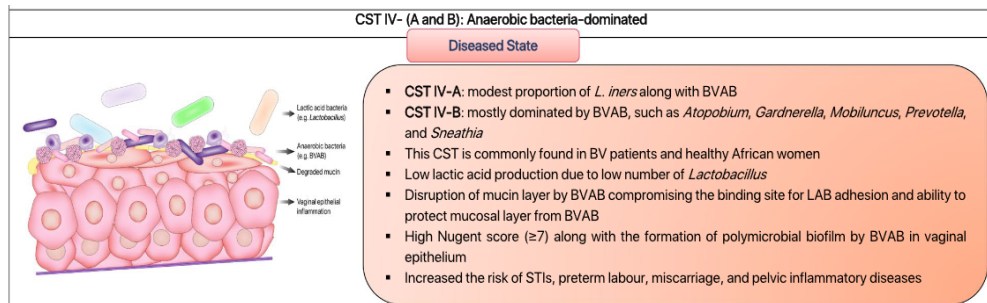 CST IV- (A and B): Anaerobic bacteria-dominated
Diseased State
Lactic acid bacteria
(e.g. Lactobacillus)
Anaerobic bacteria
(e.g. BVAB)
Degraded mucin
Vaginal epithelial
inflammation
▪ CST IV-A: modest proportion of L. iners along with BVAB
▪ CST IV-B: mostly dominated by BVAB, such as Atopobium, Gardnerella, Mobiluncus, Prevotella,
and Sneathia
▪ This CST is commonly found in BV patients and healthy African women
▪ Low lactic acid production due to low number of Lactobacillus
▪ Disruption of mucin layer by BVAB compromising the binding site for LAB adhesion and ability to
protect mucosal layer from BVAB
▪ High Nugent score (≥7) along with the formation of polymicrobial biofilm by BVAB in vaginal
epithelium
▪ Increased the risk of STIs, preterm labour, miscarriage, and pelvic inflammatory diseases